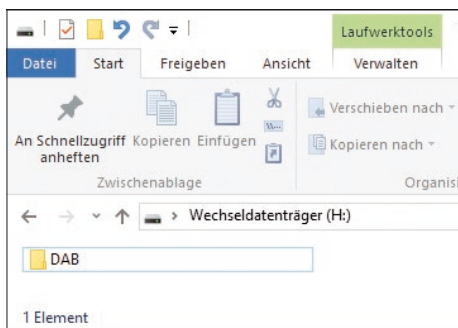 Laufwerktools
Datei Start Freigeben Ansicht Verwalten
An Schnellzugriff anheften Kopieren Einfügen
Verschieben nach
Kopieren nach
Zwischenablage Organisi
Wechseldatenträger (H:)
DAB
1 Element